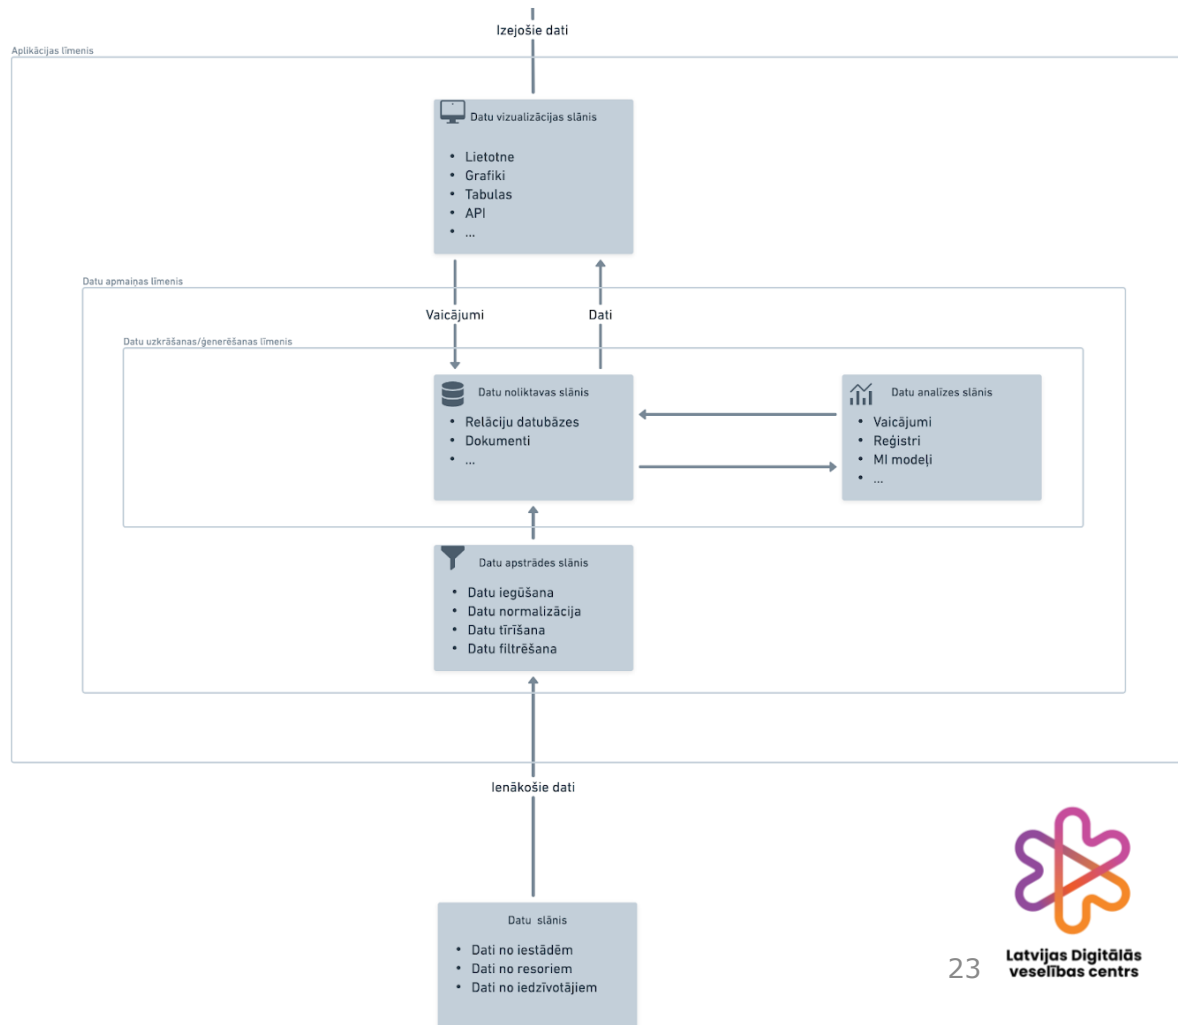 Izejošie dati
Aplikācijas līmenis
Datu vizualizācijas slānis
• Lietotne
• Grafiki
• Tabulas
• API
• ...
Datu apmaiņas līmenis
Vaicājumi
Dati
Datu uzkrāšanas/ģenerēšanas līmenis
Datu noliktavas slānis
• Relāciju datubāzes
• Dokumenti
• ...
Datu analīzes slānis
• Vaicājumi
• Reģistri
• MI modeļi
• ...
Datu apstrādes slānis
• Datu iegūšana
• Datu normalizācija
• Datu tīrīšana
• Datu filtrēšana
Ienākošie dati
Datu slānis
• Dati no iestādēm
• Dati no resoriem
• Dati no iedzīvotājiem
23
Latvijas Digitālās
veselības centrs